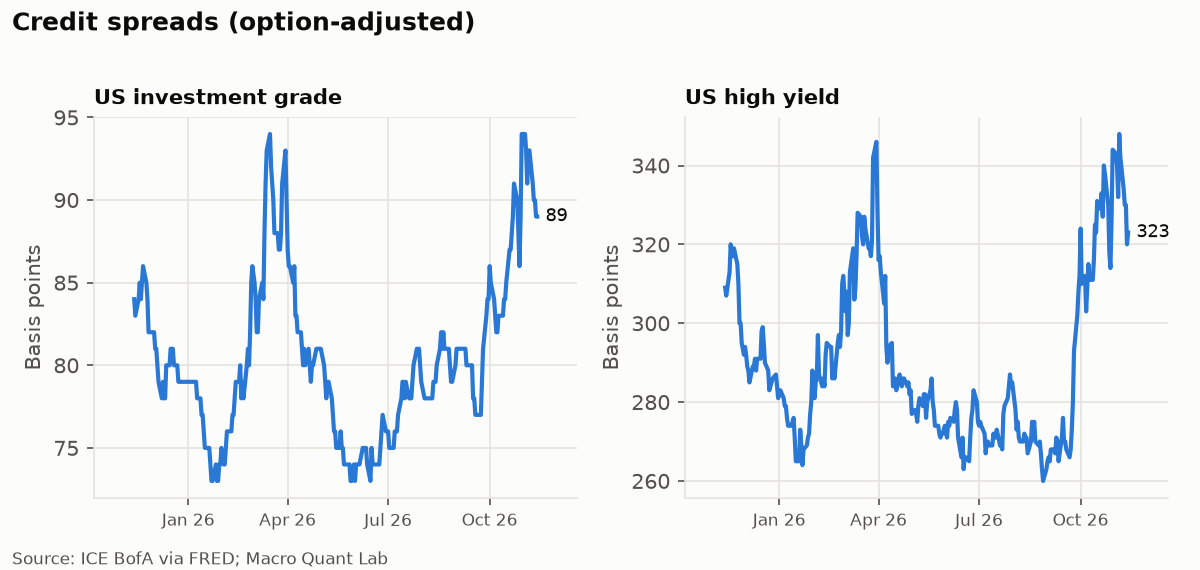 Credit spreads (option-adjusted)
US investment grade
Basis points
95
90
85
80
75
89
Jan 26
Apr 26
Jul 26
Oct 26
US high yield
Basis points
340
320
300
280
260
323
Jan 26
Apr 26
Jul 26
Oct 26
Source: ICE BofA via FRED; Macro Quant Lab